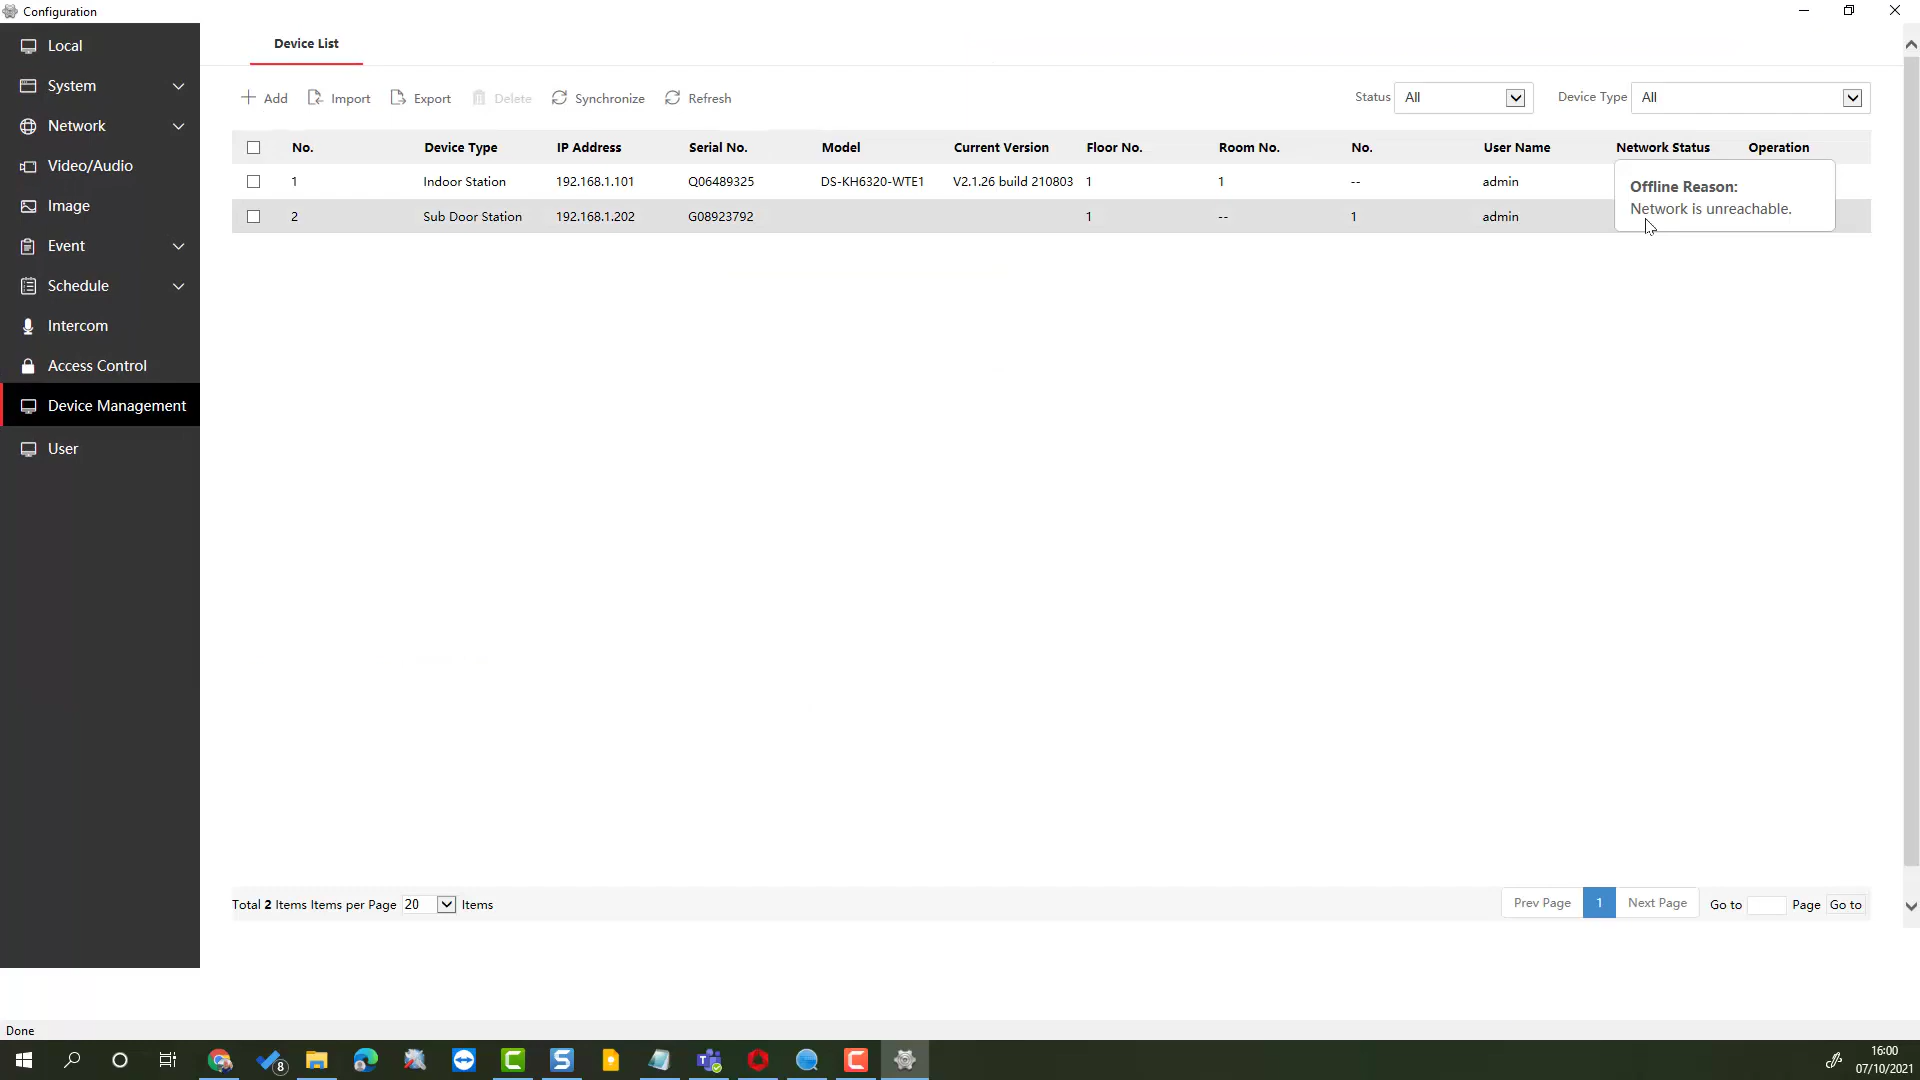 Configuration
Local
System
Network
Video/Audio
Image
Event
Schedule
Intercom
Access Control
Device Management
User
Device List
Add Import Export Delete Synchronize Refresh
Status All Device Type All
No. Device Type IP Address Serial No. Model Current Version Floor No. Room No. No. User Name Network Status Operation
1 Indoor Station 192.168.1.101 Q06489325 DS-KH6320-WTE1 V2.1.26 build 210803 1 1 -- admin
2 Sub Door Station 192.168.1.202 G08923792 1 -- 1 admin
Offline Reason:
Network is unreachable.
Total 2 Items Items per Page 20 Items
Prev Page 1 Next Page Go to Page Go to
Done
8
16:00
07/10/2021